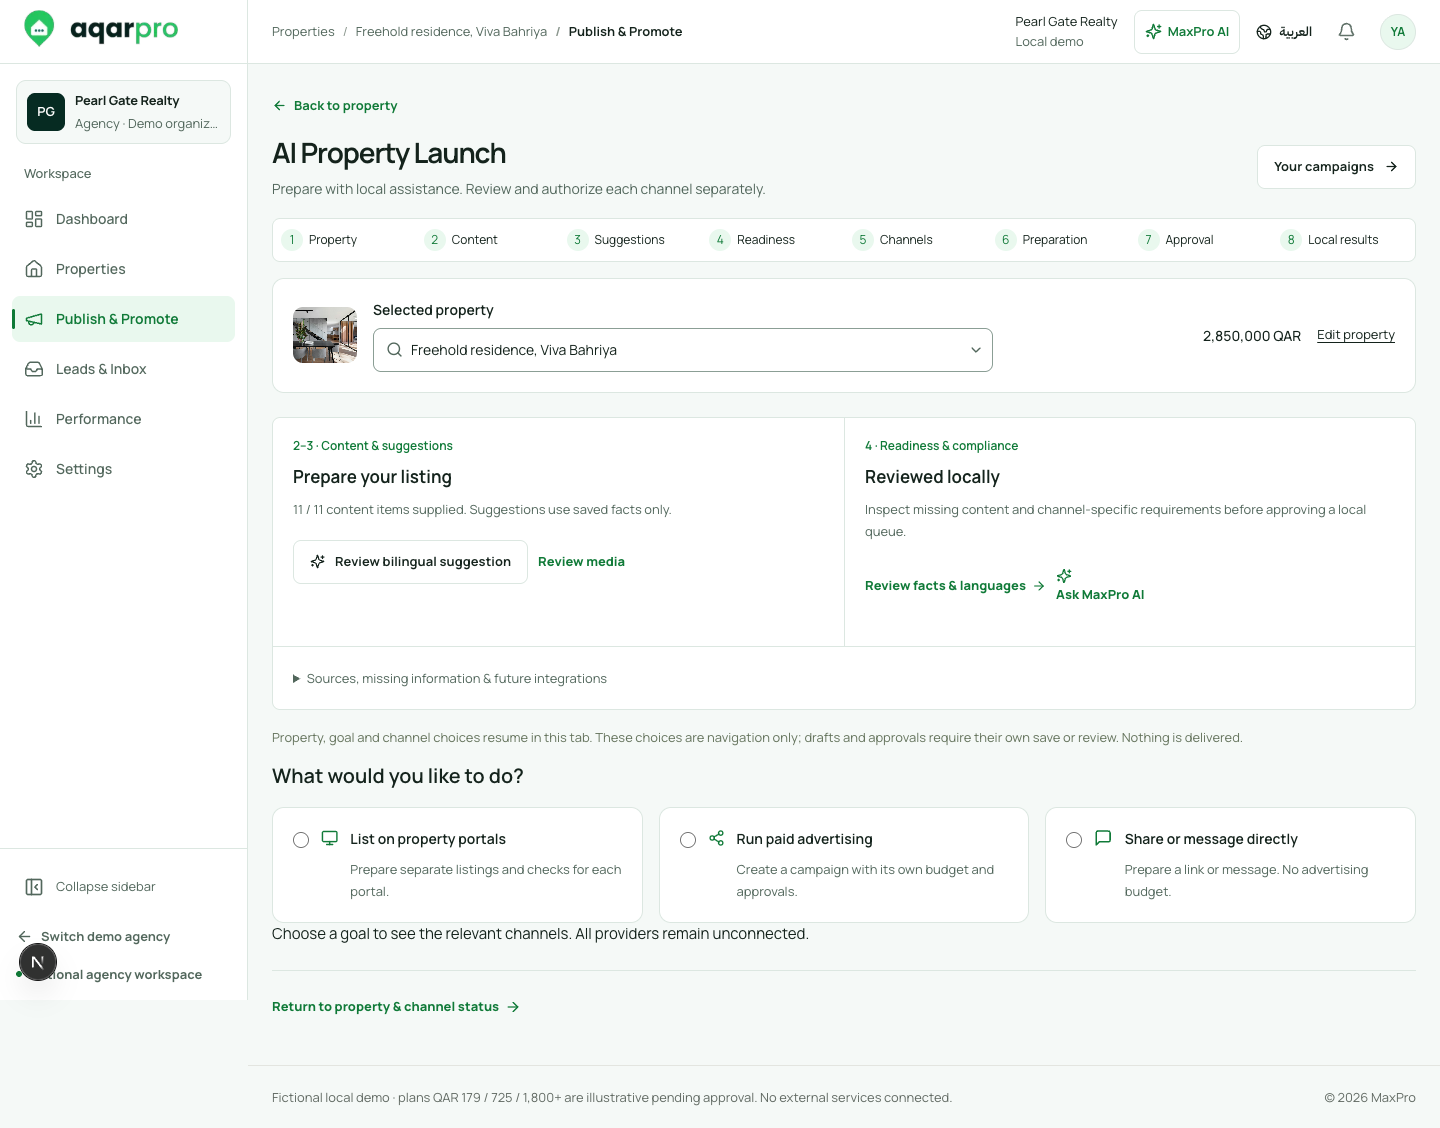 aqarpro
Properties / Freehold residence, Viva Bahriya / Publish & Promote
Pearl Gate Realty
Local demo
MaxPro AI
العربية
YA
PG
Pearl Gate Realty
Agency · Demo organiz...
Workspace
Dashboard
Properties
Publish & Promote
Leads & Inbox
Performance
Settings
Collapse sidebar
Switch demo agency
N
agency workspace
Back to property
AI Property Launch
Prepare with local assistance. Review and authorize each channel separately.
Your campaigns
1 Property
2 Content
3 Suggestions
4 Readiness
5 Channels
6 Preparation
7 Approval
8 Local results
Selected property
Freehold residence, Viva Bahriya
2,850,000 QAR
Edit property
2–3 · Content & suggestions
Prepare your listing
11 / 11 content items supplied. Suggestions use saved facts only.
Review bilingual suggestion
Review media
4 · Readiness & compliance
Reviewed locally
Inspect missing content and channel-specific requirements before approving a local
queue.
Review facts & languages
Ask MaxPro AI
Sources, missing information & future integrations
Property, goal and channel choices resume in this tab. These choices are navigation only; drafts and approvals require their own save or review. Nothing is delivered.
What would you like to do?
List on property portals
Prepare separate listings and checks for each
portal.
Run paid advertising
Create a campaign with its own budget and
approvals.
Share or message directly
Prepare a link or message. No advertising
budget.
Choose a goal to see the relevant channels. All providers remain unconnected.
Return to property & channel status
Fictional local demo · plans QAR 179 / 725 / 1,800+ are illustrative pending approval. No external services connected.
© 2026 MaxPro